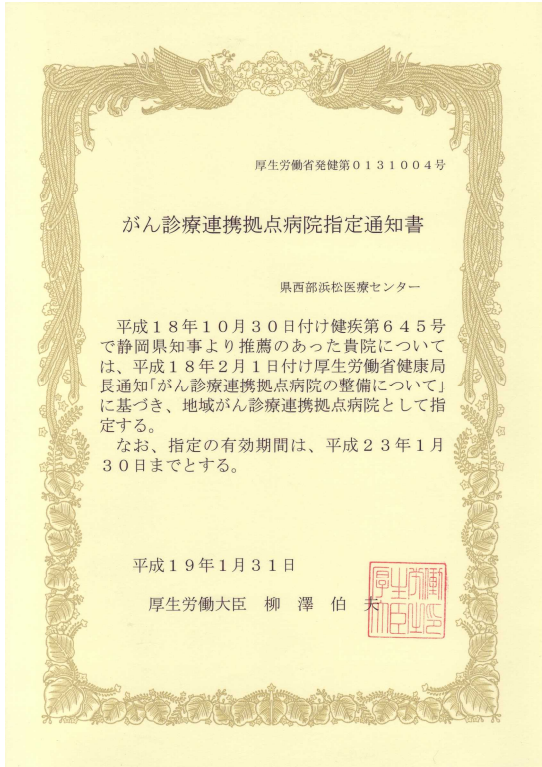 厚生労働省発健第０１３１００４号
がん診療連携拠点病院指定通知書
県西部浜松医療センター
平成１８年１０月３０日付け健疾第６４５号
で静岡県知事より推薦のあった貴院について
は、平成１８年２月１日付け厚生労働省健康局
長通知「がん診療連携拠点病院の整備について」
に基づき、地域がん診療連携拠点病院として指
定する。
なお、指定の有効期間は、平成２３年１月
３０日までとする。
平成１９年１月３１日
厚生労働大臣　柳　澤　伯　夫